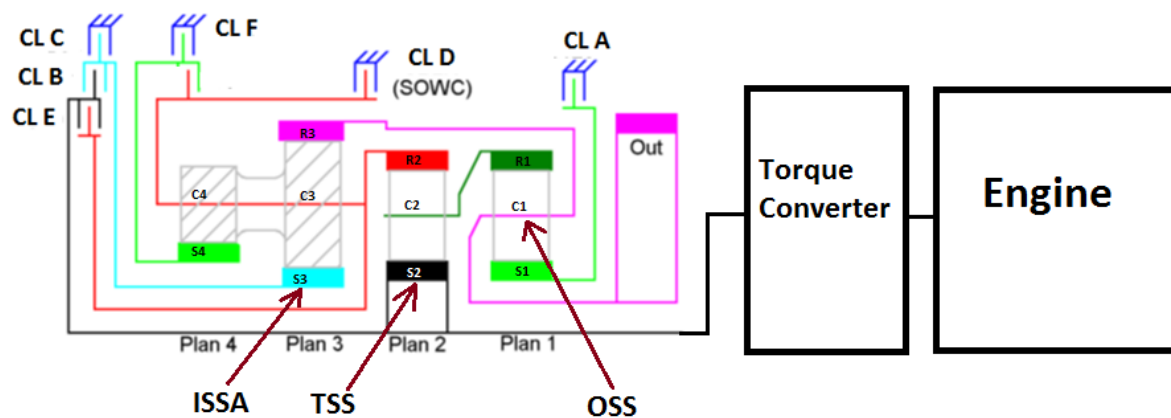 CL C
CL F
CL A
CL B
CL D
(SOWC)
CL E
R3
R2
R1
Out
C4
C3
C2
C1
S4
S3
S2
S1
Plan 4
Plan 3
Plan 2
Plan 1
ISSA
TSS
OSS
Torque
Converter
Engine